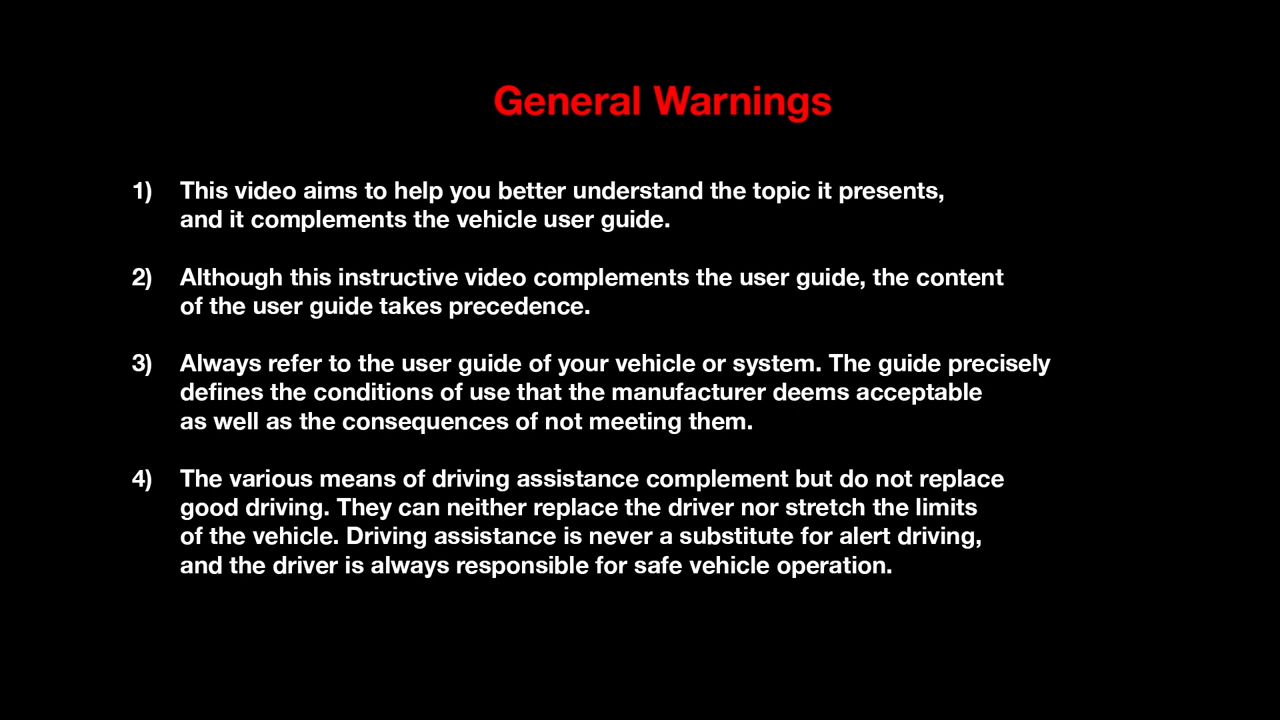 General Warnings
1) This video aims to help you better understand the topic it presents,
and it complements the vehicle user guide.
2) Although this instructive video complements the user guide, the content
of the user guide takes precedence.
3) Always refer to the user guide of your vehicle or system. The guide precisely
defines the conditions of use that the manufacturer deems acceptable
as well as the consequences of not meeting them.
4) The various means of driving assistance complement but do not replace
good driving. They can neither replace the driver nor stretch the limits
of the vehicle. Driving assistance is never a substitute for alert driving,
and the driver is always responsible for safe vehicle operation.